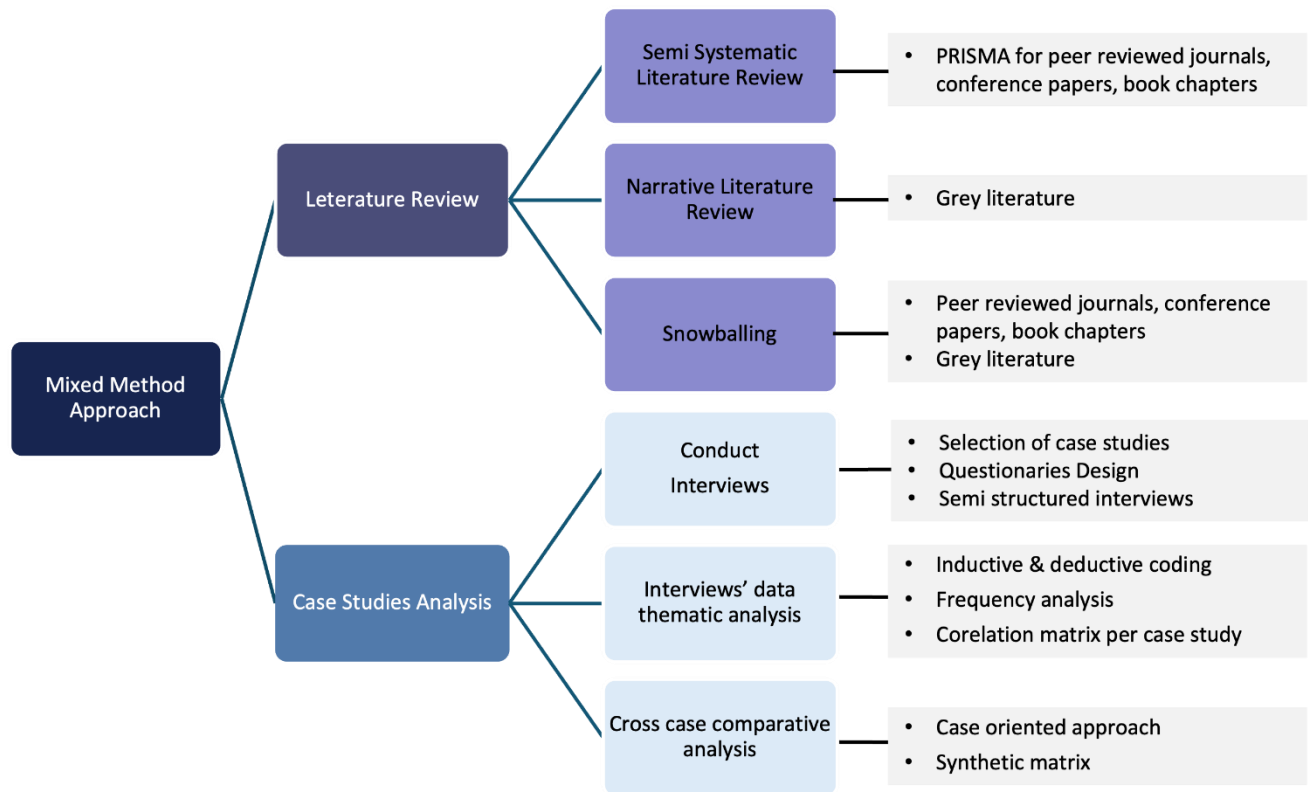 Semi Systematic
Literature Review
• PRISMA for peer reviewed journals,
conference papers, book chapters
Leterature Review
Narrative Literature
Review
• Grey literature
Snowballing
• Peer reviewed journals, conference
papers, book chapters
• Grey literature
Mixed Method
Approach
Conduct
Interviews
• Selection of case studies
• Questionaries Design
• Semi structured interviews
Case Studies Analysis
Interviews’ data
thematic analysis
• Inductive & deductive coding
• Frequency analysis
• Corelation matrix per case study
Cross case comparative
analysis
• Case oriented approach
• Synthetic matrix